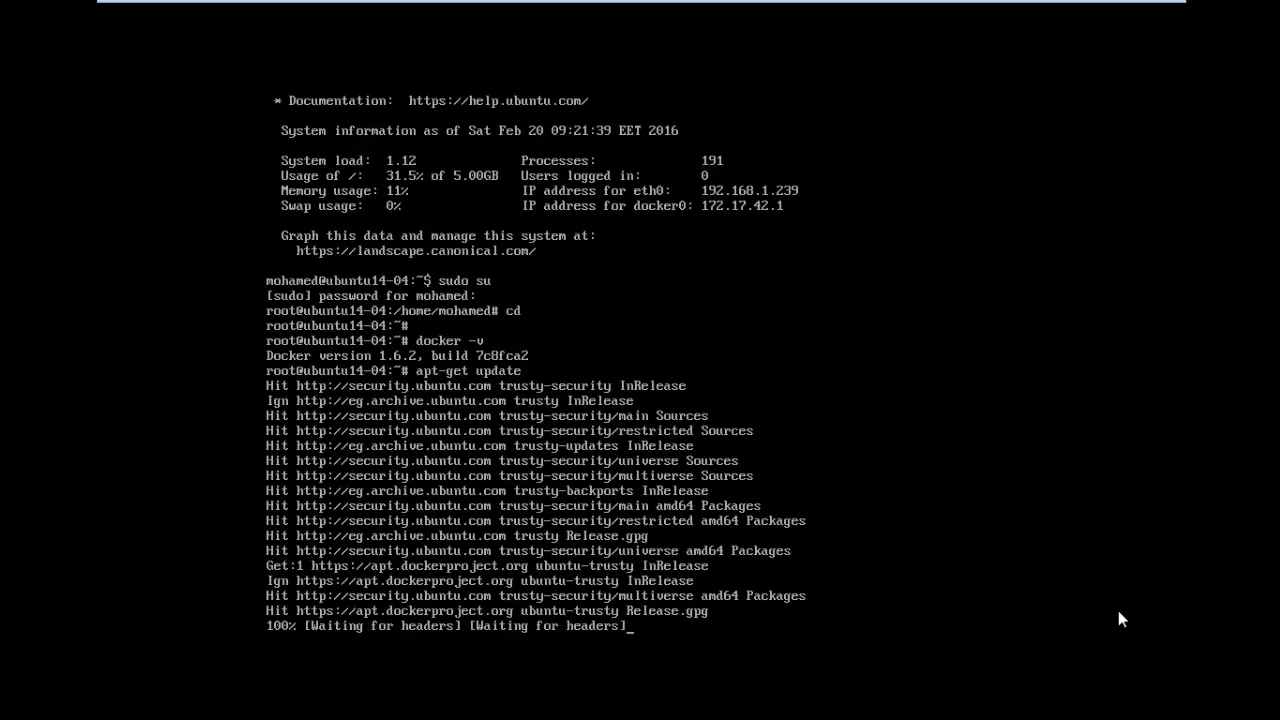 * Documentation:  https://help.ubuntu.com/
System information as of Sat Feb 20 09:21:39 EET 2016
System load:  1.12              Processes:              191
Usage of /:   31.5% of 5.00GB   Users logged in:        0
Memory usage: 11%               IP address for eth0:    192.168.1.239
Swap usage:   0%                IP address for docker0: 172.17.42.1
Graph this data and manage this system at:
https://landscape.canonical.com/
mohamed@ubuntu14-04:~$ sudo su
[sudo] password for mohamed:
root@ubuntu14-04:/home/mohamed# cd
root@ubuntu14-04:~#
root@ubuntu14-04:~# docker -v
Docker version 1.6.2, build 7c8fca2
root@ubuntu14-04:~# apt-get update
Hit http://security.ubuntu.com trusty-security InRelease
Ign http://eg.archive.ubuntu.com trusty InRelease
Hit http://security.ubuntu.com trusty-security/main Sources
Hit http://security.ubuntu.com trusty-security/restricted Sources
Hit http://eg.archive.ubuntu.com trusty-updates InRelease
Hit http://security.ubuntu.com trusty-security/universe Sources
Hit http://security.ubuntu.com trusty-security/multiverse Sources
Hit http://eg.archive.ubuntu.com trusty-backports InRelease
Hit http://security.ubuntu.com trusty-security/main amd64 Packages
Hit http://security.ubuntu.com trusty-security/restricted amd64 Packages
Hit http://eg.archive.ubuntu.com trusty Release.gpg
Hit http://security.ubuntu.com trusty-security/universe amd64 Packages
Get:1 https://apt.dockerproject.org ubuntu-trusty InRelease
Ign https://apt.dockerproject.org ubuntu-trusty InRelease
Hit http://security.ubuntu.com trusty-security/multiverse amd64 Packages
Hit https://apt.dockerproject.org ubuntu-trusty Release.gpg
100% [Waiting for headers] [Waiting for headers]_